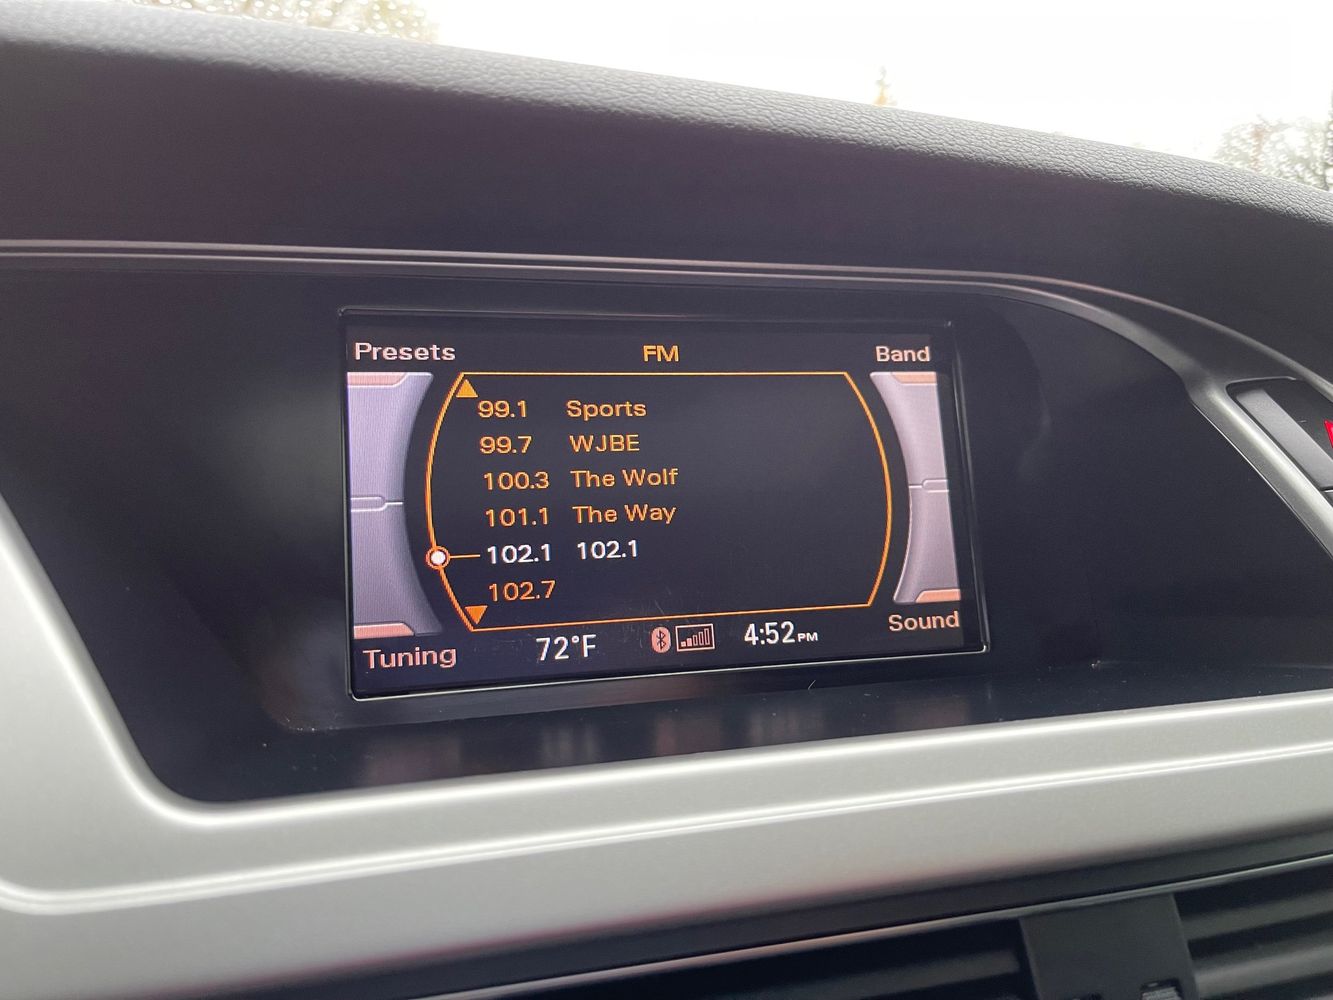 Presets FM Band
99.1 Sports
99.7 WJBE
100.3 The Wolf
101.1 The Way
102.1 102.1
102.7
Tuning 72°F 4:52PM Sound